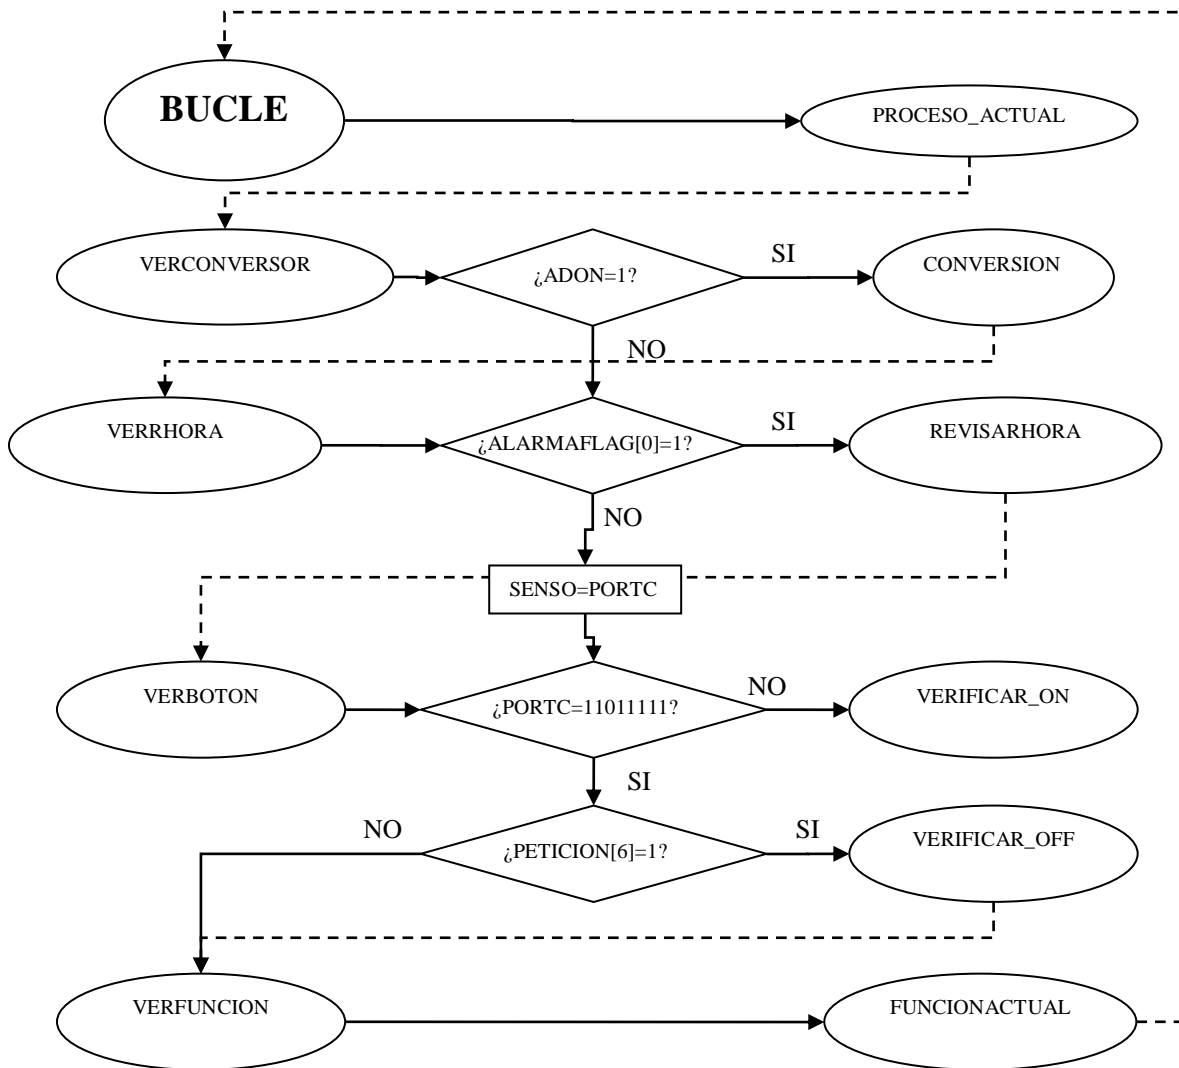 BUCLE
PROCESO_ACTUAL
VERCONVERSOR
¿ADON=1?
SI
CONVERSION
NO
VERRHORA
¿ALARMAFLAG[0]=1?
SI
REVISARHORA
NO
SENSO=PORTC
VERBOTON
¿PORTC=11011111?
NO
VERIFICAR_ON
SI
NO
¿PETICION[6]=1?
SI
VERIFICAR_OFF
VERFUNCION
FUNCIONACTUAL